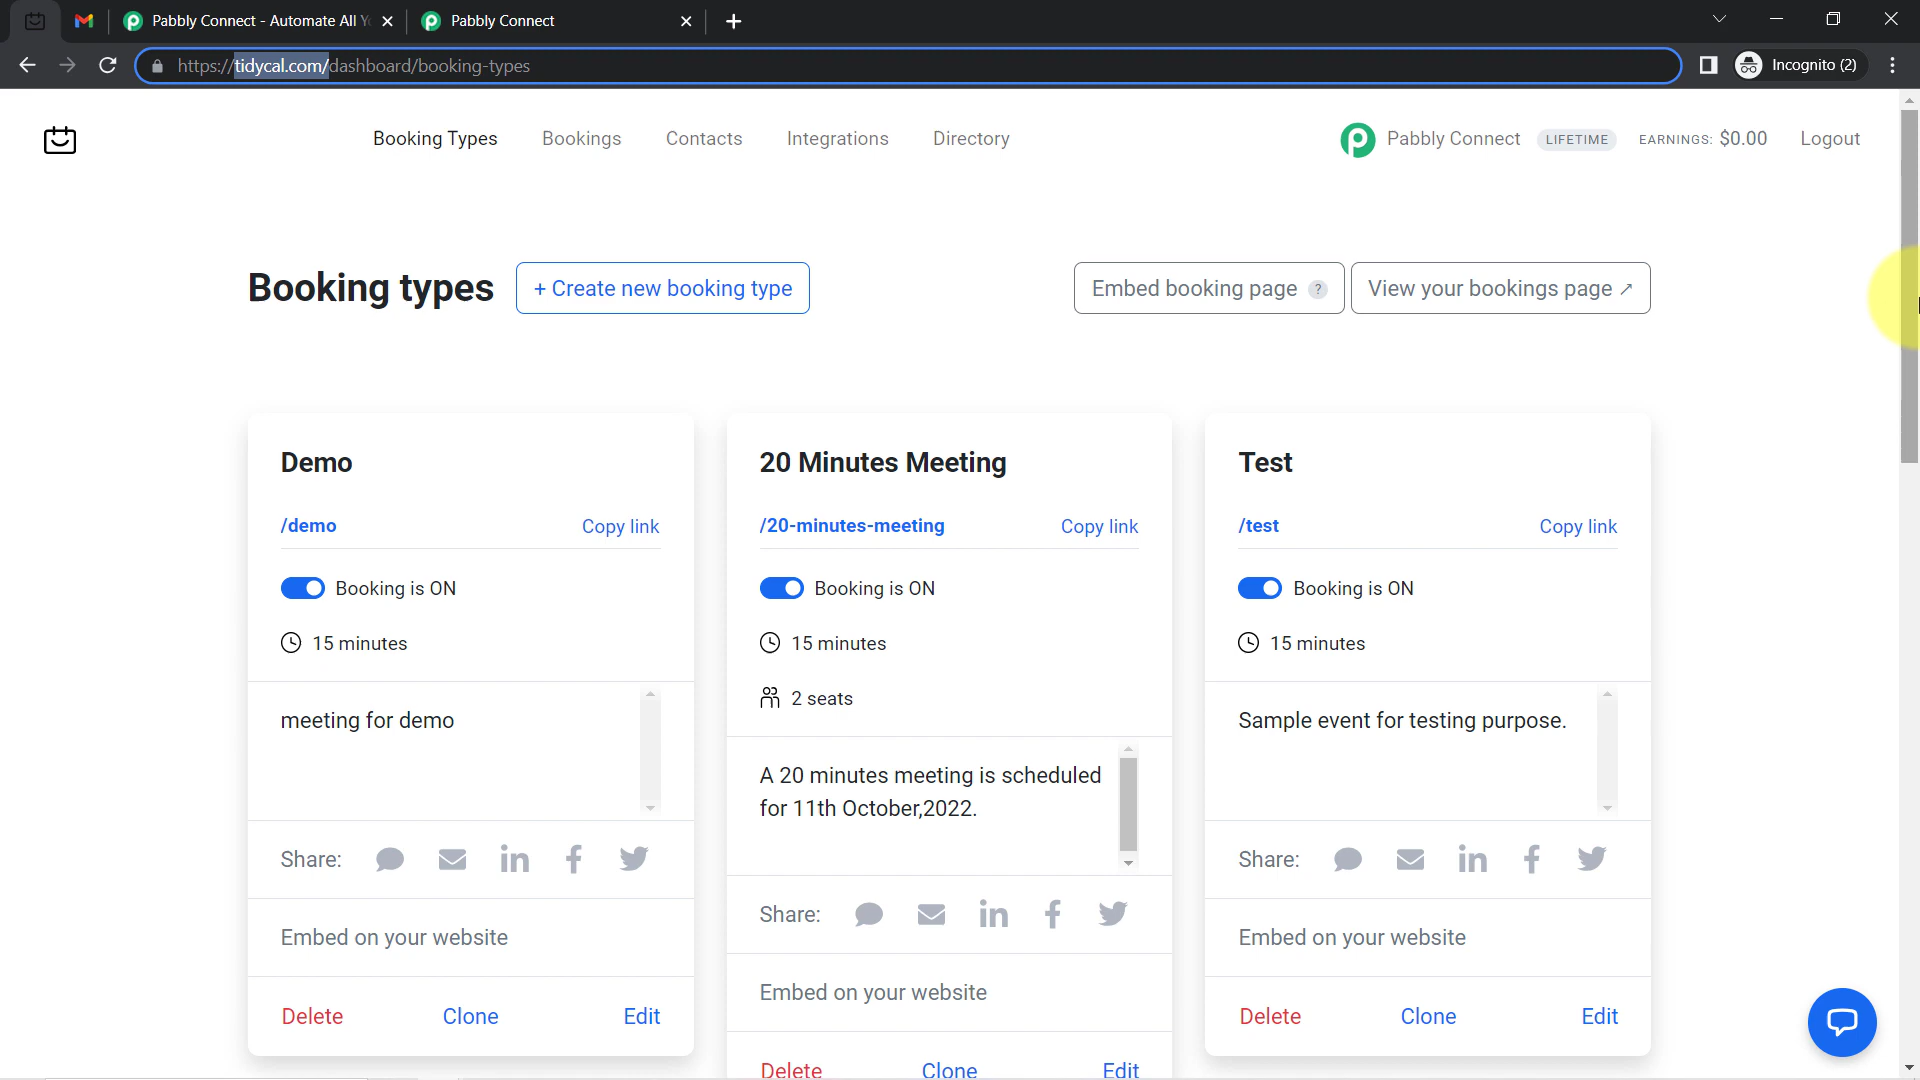 Pabbly Connect - Automate All Y
Pabbly Connect
https://tidycal.com/dashboard/booking-types
Incognito (2)
Booking Types
Bookings
Contacts
Integrations
Directory
Pabbly Connect
LIFETIME
EARNINGS: $0.00
Logout
Booking types
+ Create new booking type
Embed booking page ?
View your bookings page ↗
Demo
/demo
Copy link
Booking is ON
15 minutes
meeting for demo
Share:
Embed on your website
Delete
Clone
Edit
20 Minutes Meeting
/20-minutes-meeting
Copy link
Booking is ON
15 minutes
2 seats
A 20 minutes meeting is scheduled
for 11th October,2022.
Share:
Embed on your website
Delete
Clone
Edit
Test
/test
Copy link
Booking is ON
15 minutes
Sample event for testing purpose.
Share:
Embed on your website
Delete
Clone
Edit